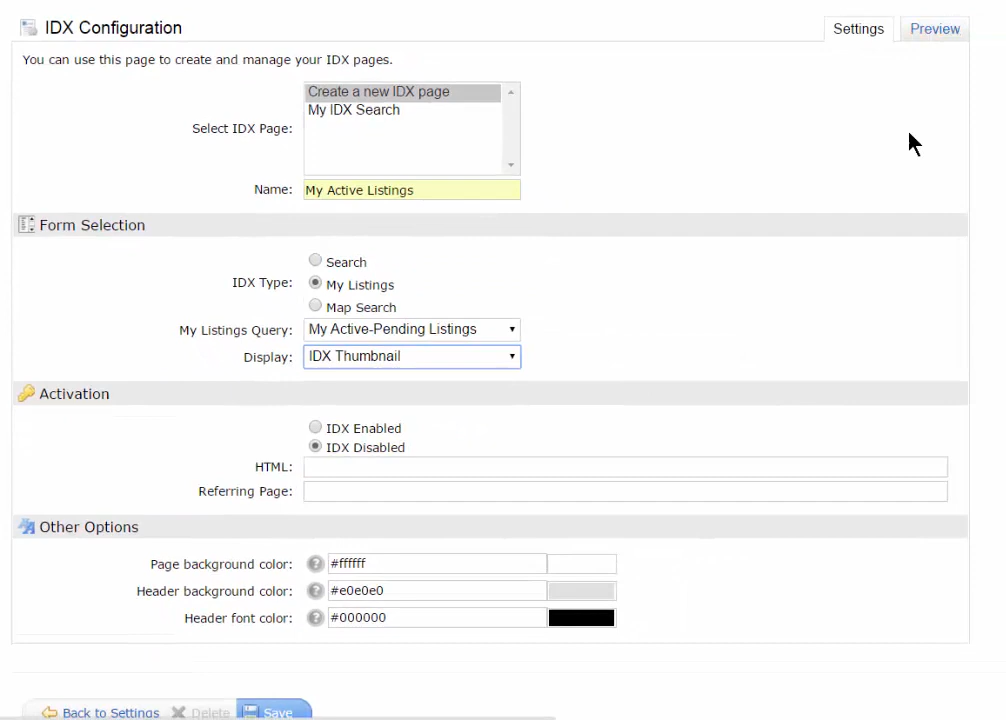 IDX Configuration
Settings Preview
You can use this page to create and manage your IDX pages.
Create a new IDX page
My IDX Search
Select IDX Page:
Name: My Active Listings
Form Selection
Search
IDX Type: My Listings
Map Search
My Listings Query: My Active-Pending Listings
Display: IDX Thumbnail
Activation
IDX Enabled
IDX Disabled
HTML:
Referring Page:
Other Options
Page background color: ? #ffffff
Header background color: ? #e0e0e0
Header font color: ? #000000
Back to Settings Delete Save